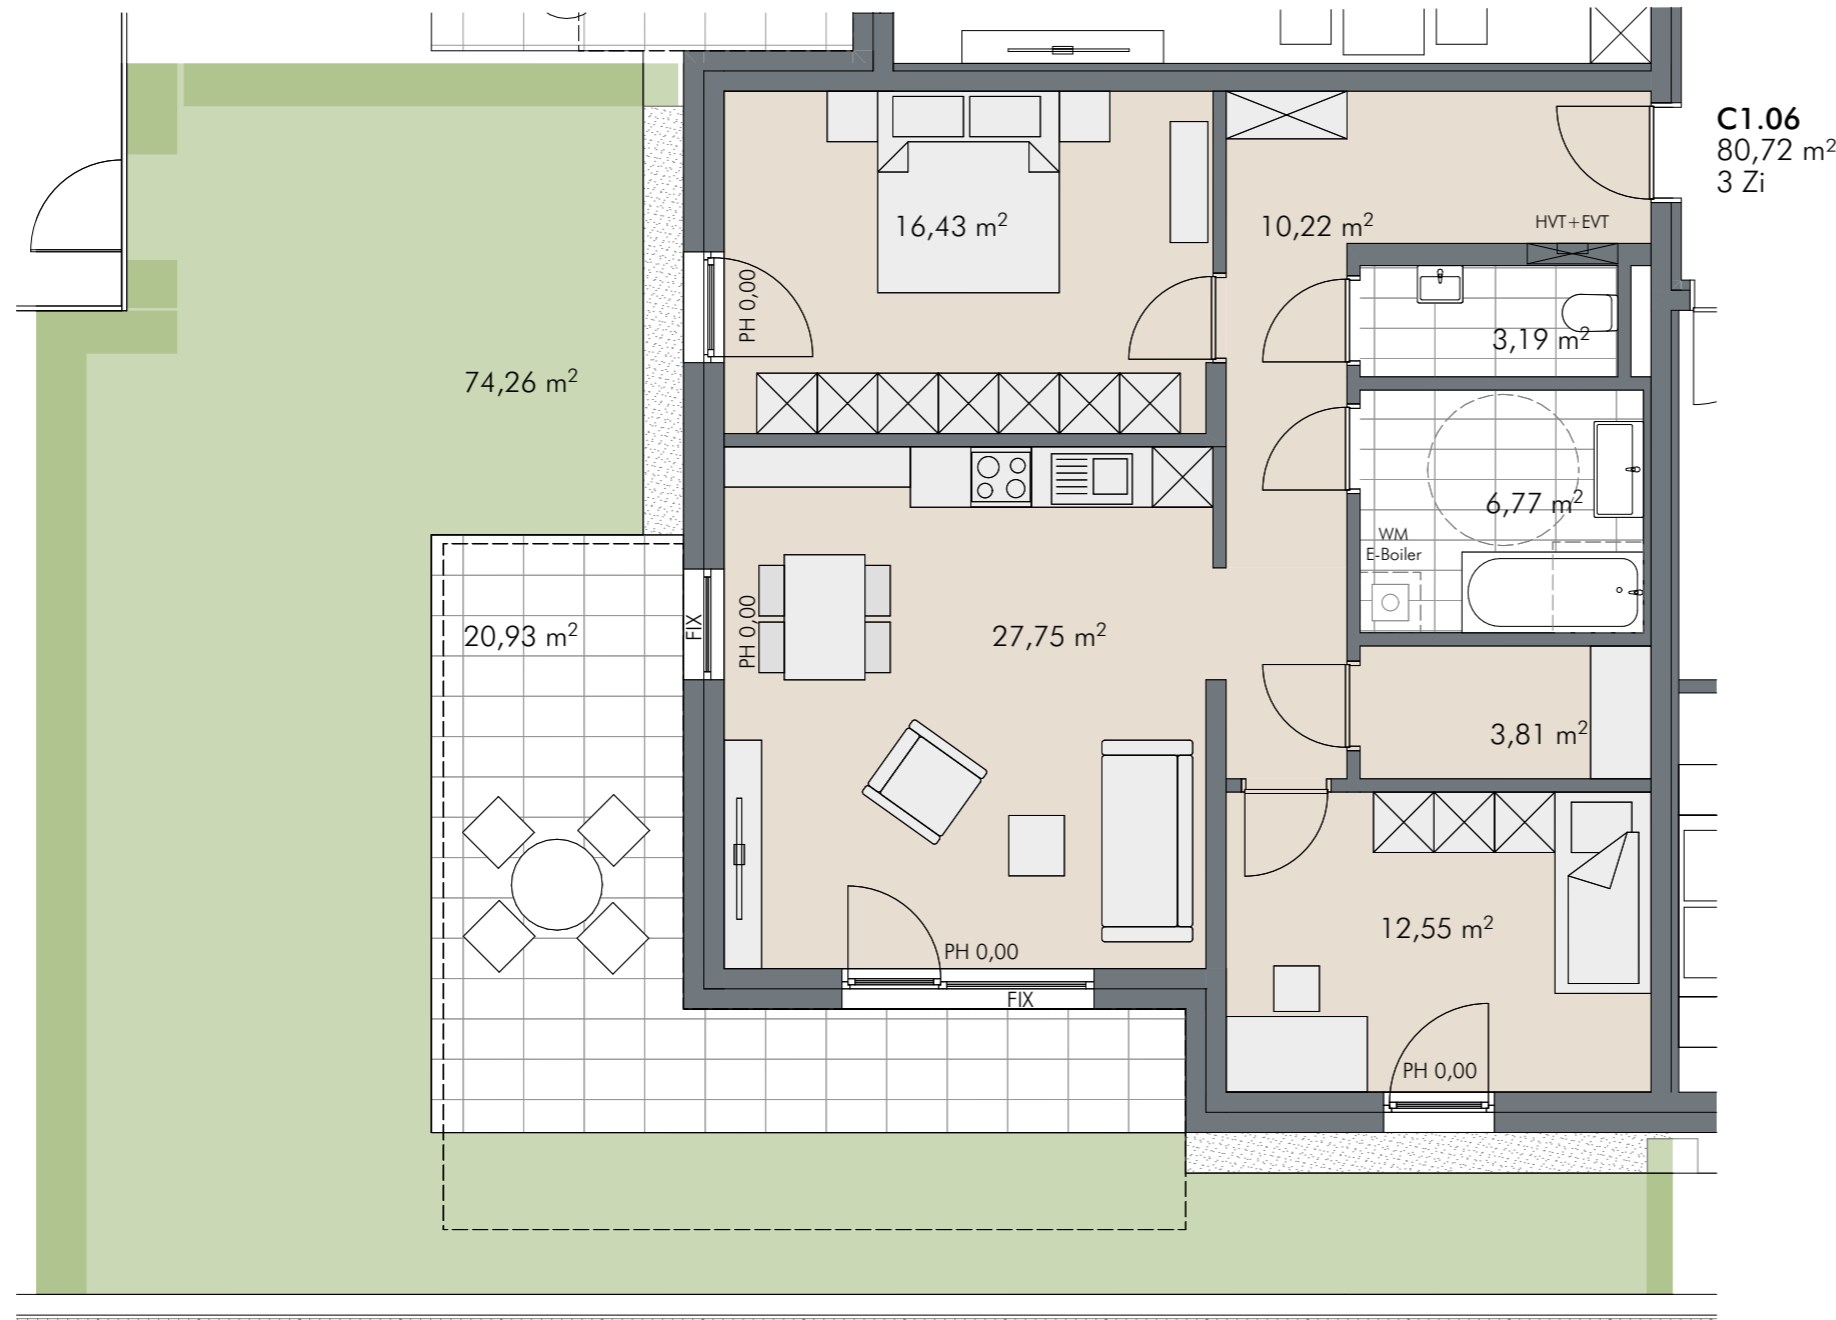 C1.06
80,72 m²
3 Zi
16,43 m²
10,22 m²
HVT+EVT
PH 0,00
3,19 m²
74,26 m²
6,77 m²
WM
E-Boiler
FIX
PH 0,00
20,93 m²
27,75 m²
3,81 m²
12,55 m²
PH 0,00
FIX
PH 0,00